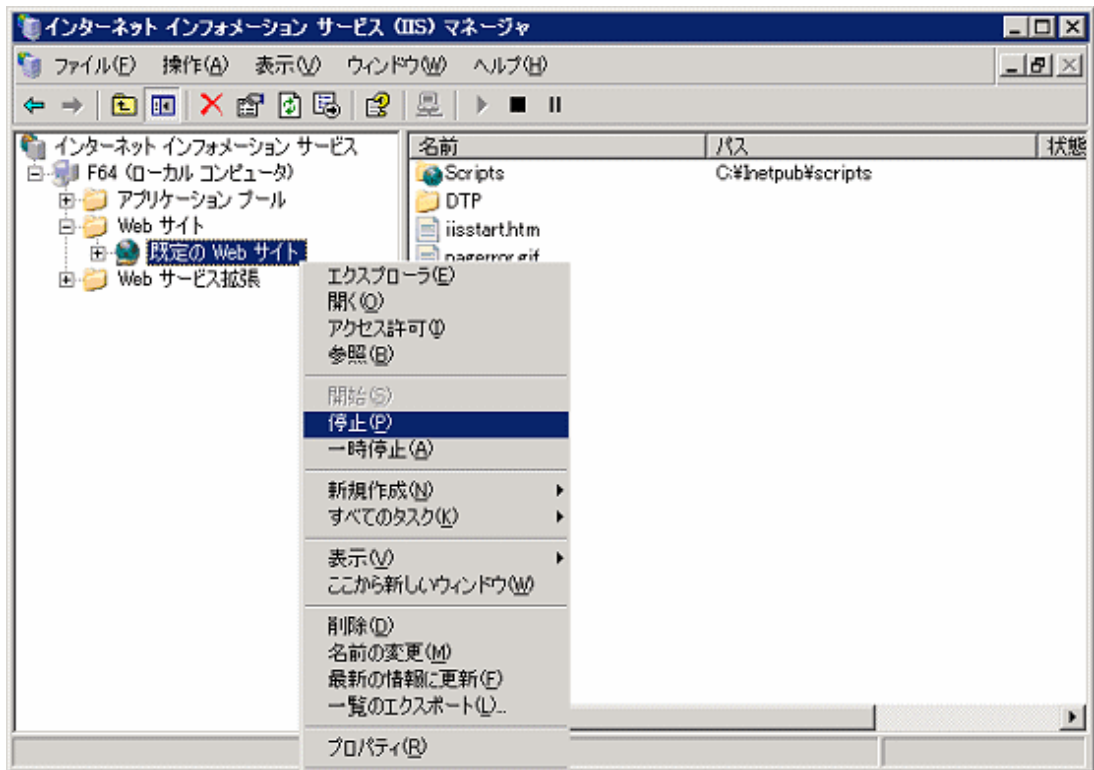 インターネット インフォメーション サービス (IIS) マネージャ
ファイル(F) 操作(A) 表示(V) ウィンドウ(W) ヘルプ(H)
インターネット インフォメーション サービス
F64 (ローカル コンピュータ)
アプリケーション プール
Web サイト
既定の Web サイト
Web サービス拡張
名前 パス 状態
Scripts C:¥Inetpub¥scripts
DTP
iisstart.htm
pagerror.gif
エクスプローラ(E)
開く(O)
アクセス許可(I)
参照(B)
開始(S)
停止(P)
一時停止(A)
新規作成(N)
すべてのタスク(K)
表示(V)
ここから新しいウィンドウ(W)
削除(D)
名前の変更(M)
最新の情報に更新(F)
一覧のエクスポート(L)...
プロパティ(R)